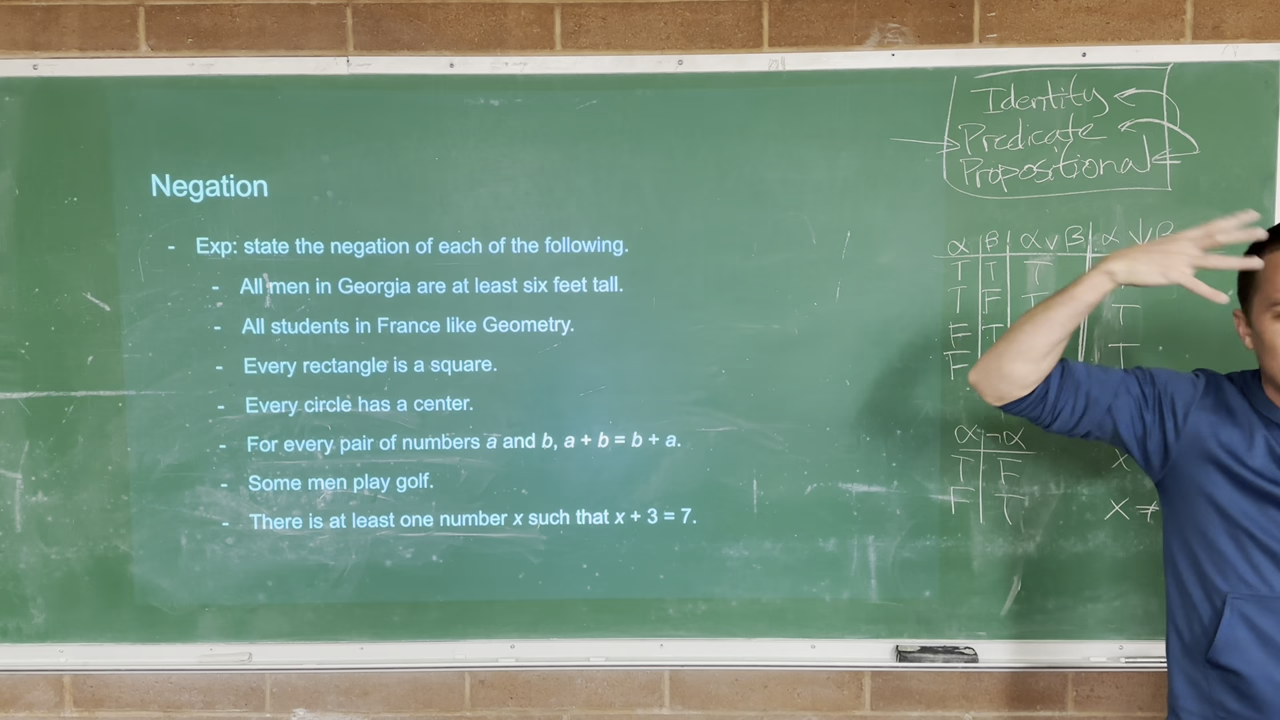 Negation
- Exp: state the negation of each of the following.
- All men in Georgia are at least six feet tall.
- All students in France like Geometry.
- Every rectangle is a square.
- Every circle has a center.
- For every pair of numbers a and b, a + b = b + a.
- Some men play golf.
- There is at least one number x such that x + 3 = 7.
Identity
Predicate
Propositional
α β α ∨ β α ↓
T T T
T F T T
F T T
F
α ¬α
T F X
F T X ≠